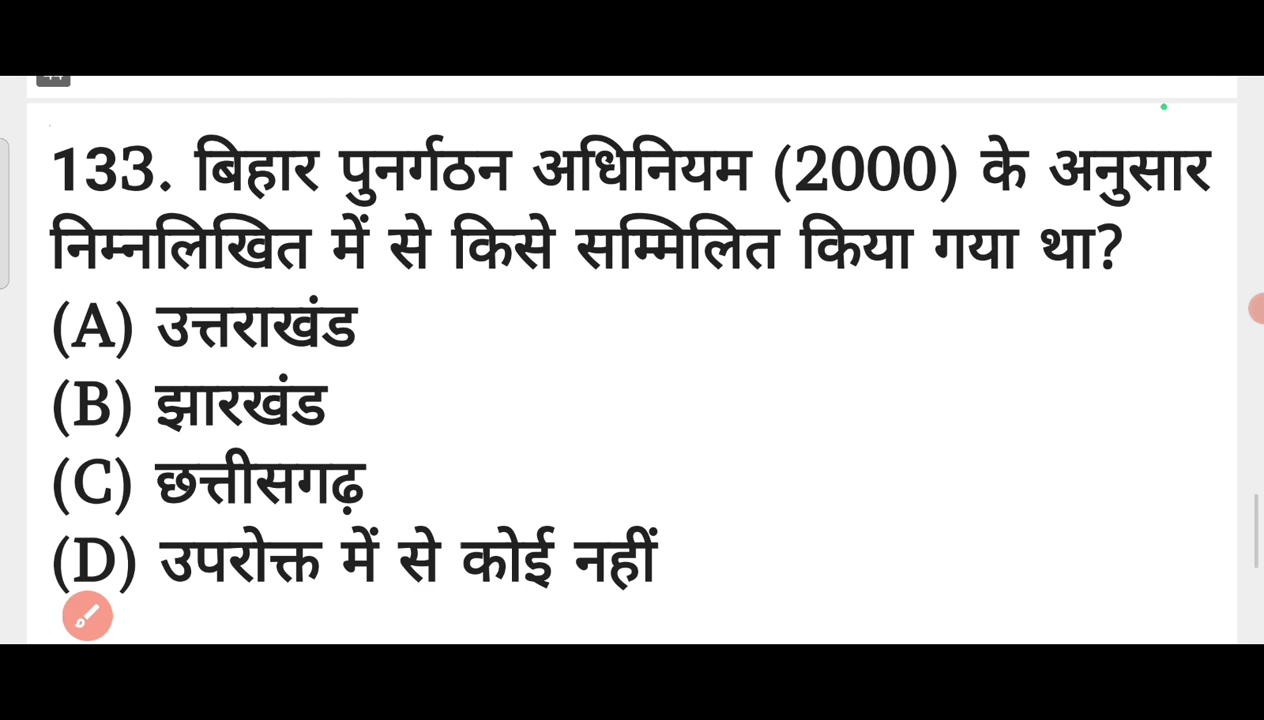 133. बिहार पुनर्गठन अधिनियम (2000) के अनुसार
निम्नलिखित में से किसे सम्मिलित किया गया था?
(A) उत्तराखंड
(B) झारखंड
(C) छत्तीसगढ़
(D) उपरोक्त में से कोई नहीं